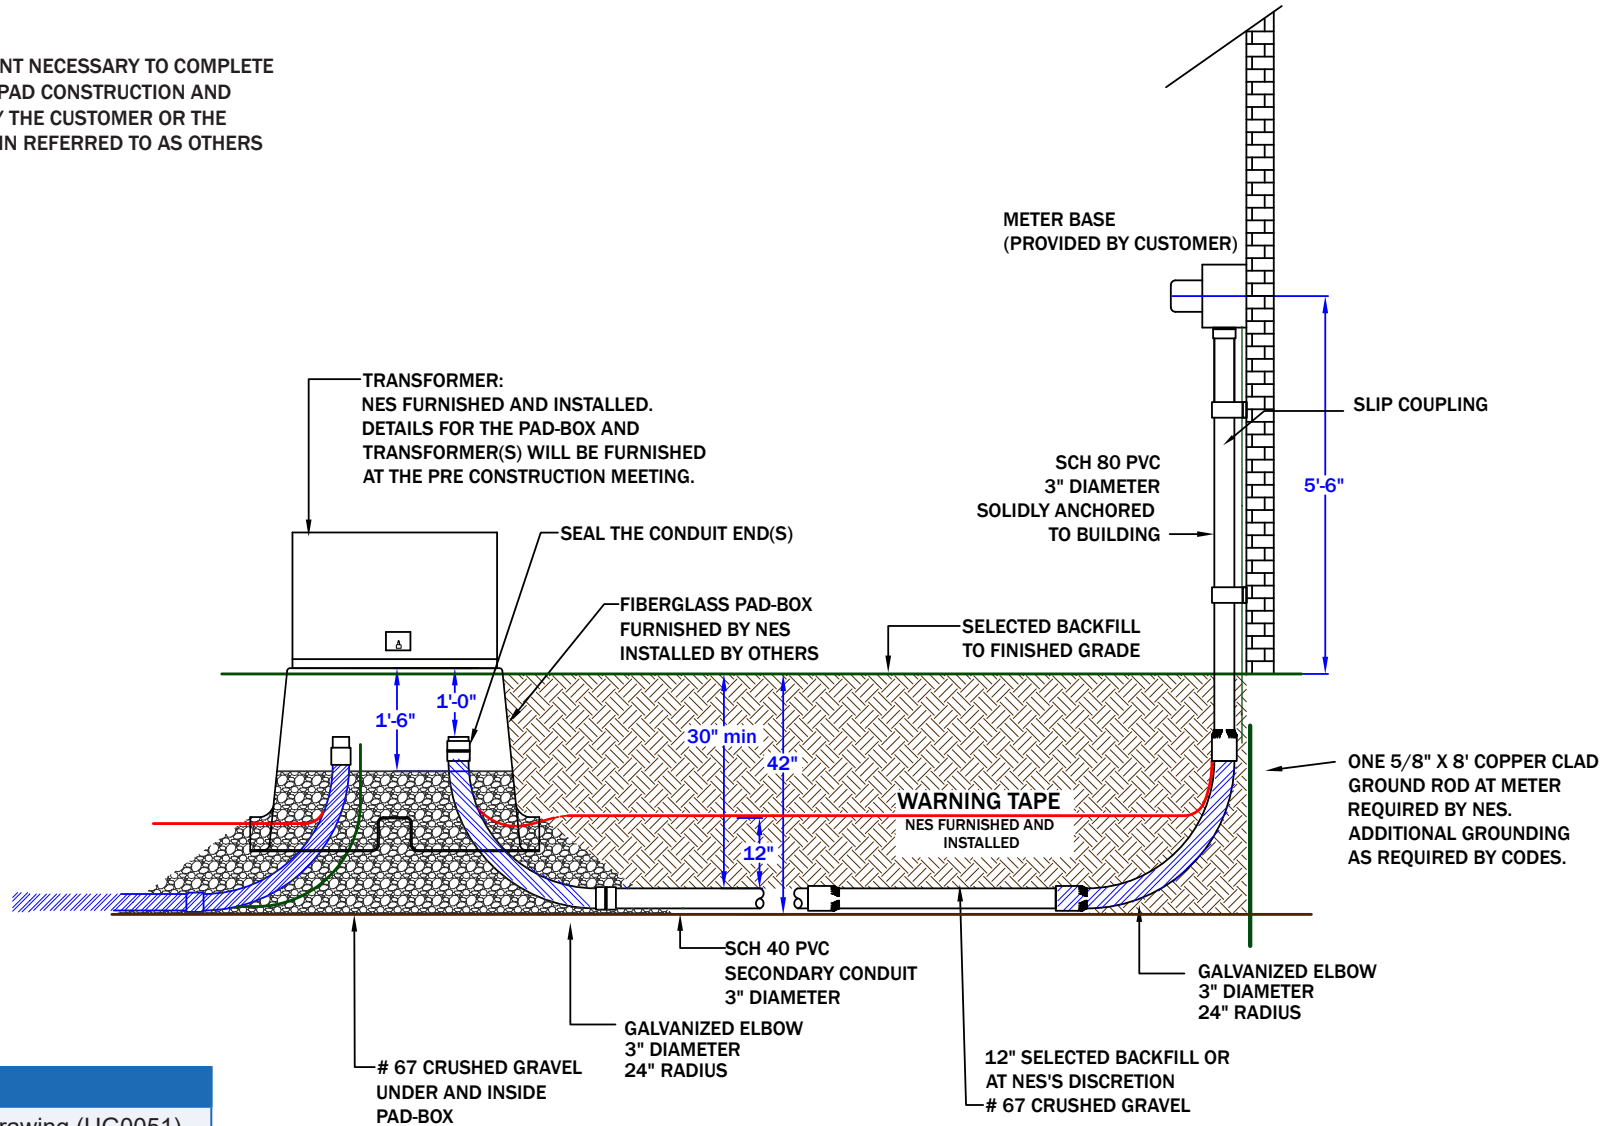 NT NECESSARY TO COMPLETE
PAD CONSTRUCTION AND
Y THE CUSTOMER OR THE
IN REFERRED TO AS OTHERS
METER BASE
(PROVIDED BY CUSTOMER)
TRANSFORMER:
NES FURNISHED AND INSTALLED.
DETAILS FOR THE PAD-BOX AND
TRANSFORMER(S) WILL BE FURNISHED
AT THE PRE CONSTRUCTION MEETING.
SLIP COUPLING
SCH 80 PVC
3" DIAMETER
SOLIDLY ANCHORED
TO BUILDING
5'-6"
SEAL THE CONDUIT END(S)
FIBERGLASS PAD-BOX
FURNISHED BY NES
INSTALLED BY OTHERS
SELECTED BACKFILL
TO FINISHED GRADE
1'-6"
1'-0"
30" min
42"
12"
WARNING TAPE
NES FURNISHED AND
INSTALLED
ONE 5/8" X 8' COPPER CLAD
GROUND ROD AT METER
REQUIRED BY NES.
ADDITIONAL GROUNDING
AS REQUIRED BY CODES.
SCH 40 PVC
SECONDARY CONDUIT
3" DIAMETER
GALVANIZED ELBOW
3" DIAMETER
24" RADIUS
GALVANIZED ELBOW
3" DIAMETER
24" RADIUS
# 67 CRUSHED GRAVEL
UNDER AND INSIDE
PAD-BOX
12" SELECTED BACKFILL OR
AT NES'S DISCRETION
# 67 CRUSHED GRAVEL
rawing (UG0051)